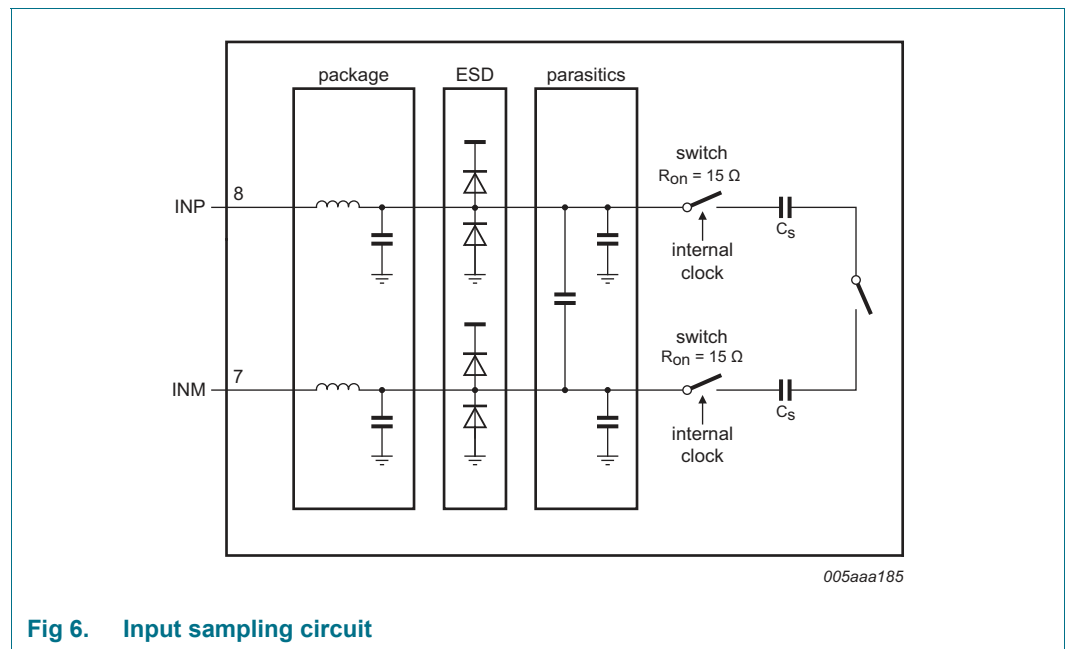 package
ESD
parasitics
switch
Ron = 15 Ω
INP
8
internal
clock
Cs
switch
Ron = 15 Ω
INM
7
internal
clock
Cs
005aaa185
Fig 6. Input sampling circuit